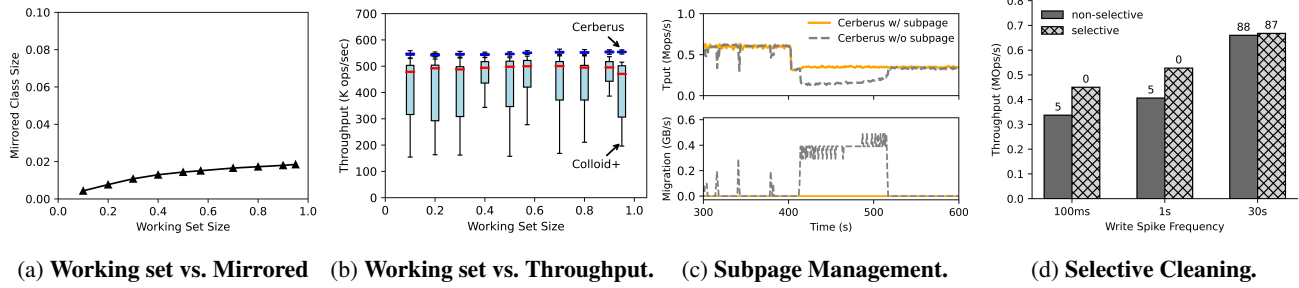 0.10
0.08
0.06
0.04
0.02
0.00
Mirrored Class Size
0.0 0.2 0.4 0.6 0.8 1.0
Working Set Size
(a) Working set vs. Mirrored
700
600
500
400
300
200
100
0
Throughput (K ops/sec)
Cerberus
Colloid+
0.0 0.2 0.4 0.6 0.8 1.0
Working Set Size
(b) Working set vs. Throughput.
1.0
0.5
0.0
Tput (Mops/s)
Cerberus w/ subpage
Cerberus w/o subpage
0.6
0.4
0.2
0.0
Migration (GB/s)
300 400 500 600
Time (s)
(c) Subpage Management.
0.8
0.7
0.6
0.5
0.4
0.3
0.2
0.1
0.0
Throughput (MOps/s)
non-selective
selective
5 0 5 0 88 87
100ms 1s 30s
Write Spike Frequency
(d) Selective Cleaning.